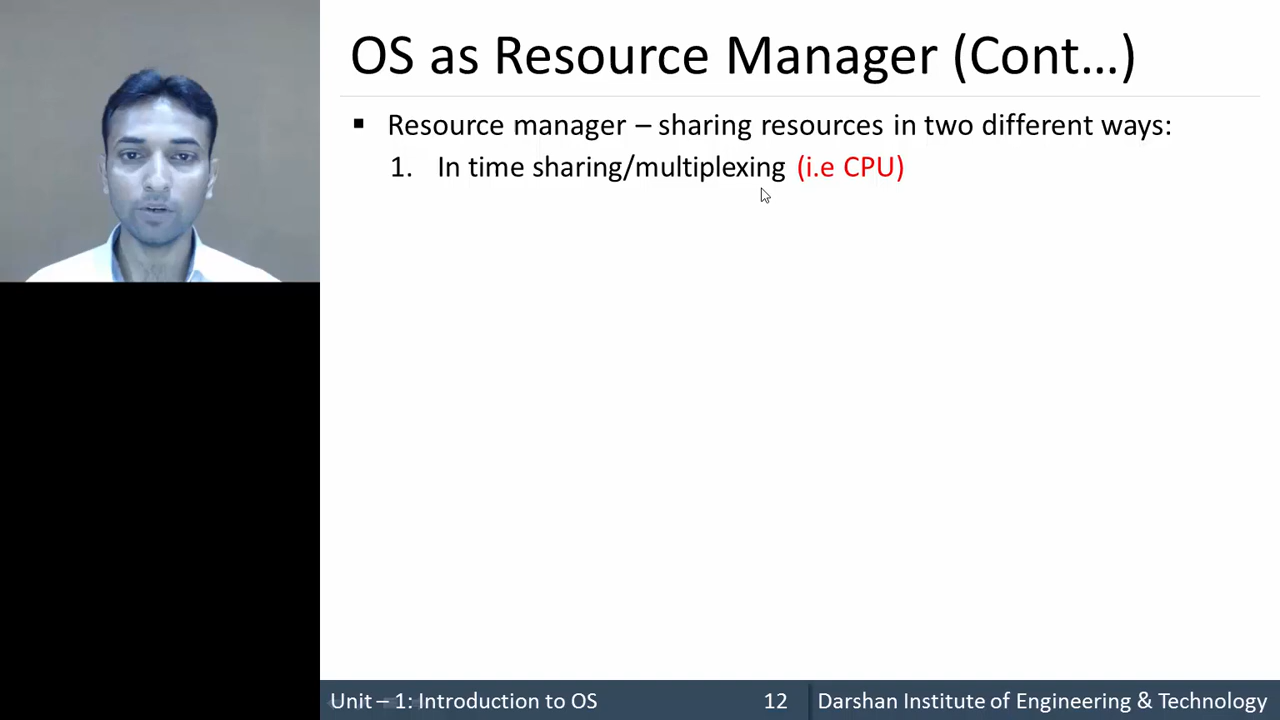 OS as Resource Manager (Cont…)
▪ Resource manager – sharing resources in two different ways:
1. In time sharing/multiplexing (i.e CPU)
Unit – 1: Introduction to OS 12 Darshan Institute of Engineering & Technology